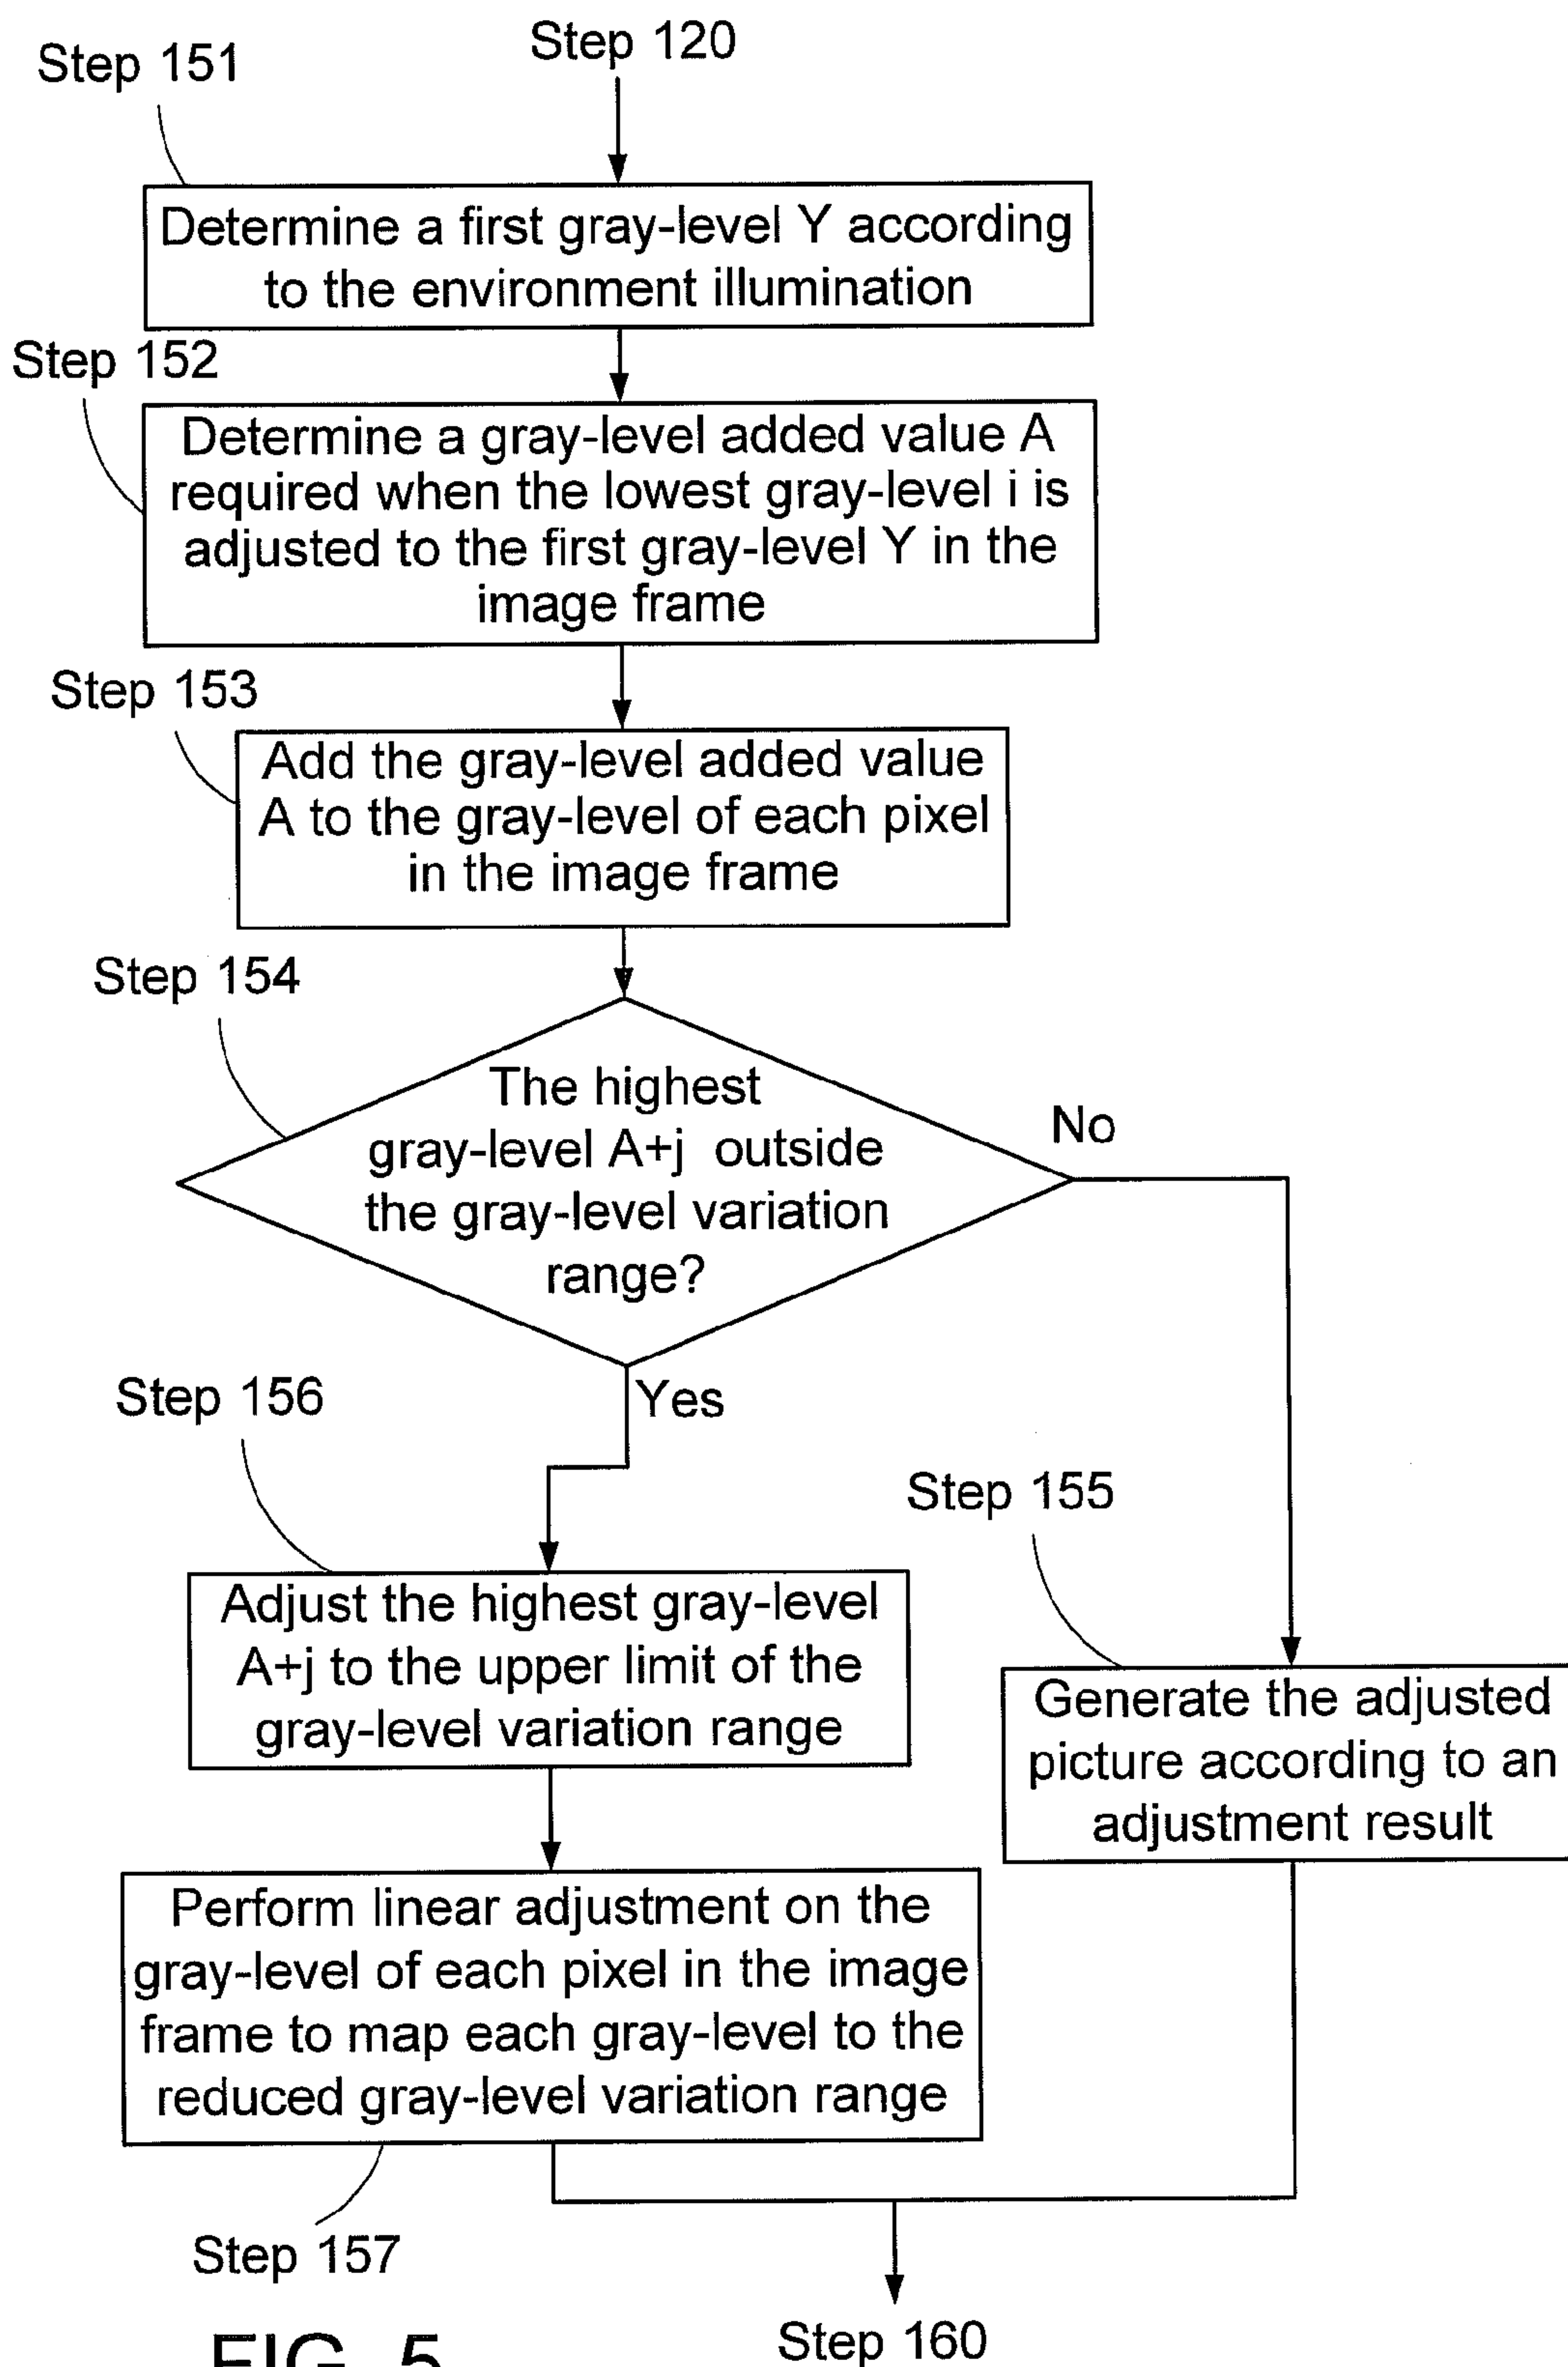 Step 120
Step 151
Determine a first gray-level Y according
to the environment illumination
Step 152
Determine a gray-level added value A
required when the lowest gray-level i is
adjusted to the first gray-level Y in the
image frame
Step 153
Add the gray-level added value
A to the gray-level of each pixel
in the image frame
Step 154
The highest
gray-level A+j outside
the gray-level variation
range?
No
Yes
Step 156
Adjust the highest gray-level
A+j to the upper limit of the
gray-level variation range
Step 155
Generate the adjusted
picture according to an
adjustment result
Perform linear adjustment on the
gray-level of each pixel in the image
frame to map each gray-level to the
reduced gray-level variation range
Step 157
Step 160
FIG. 5